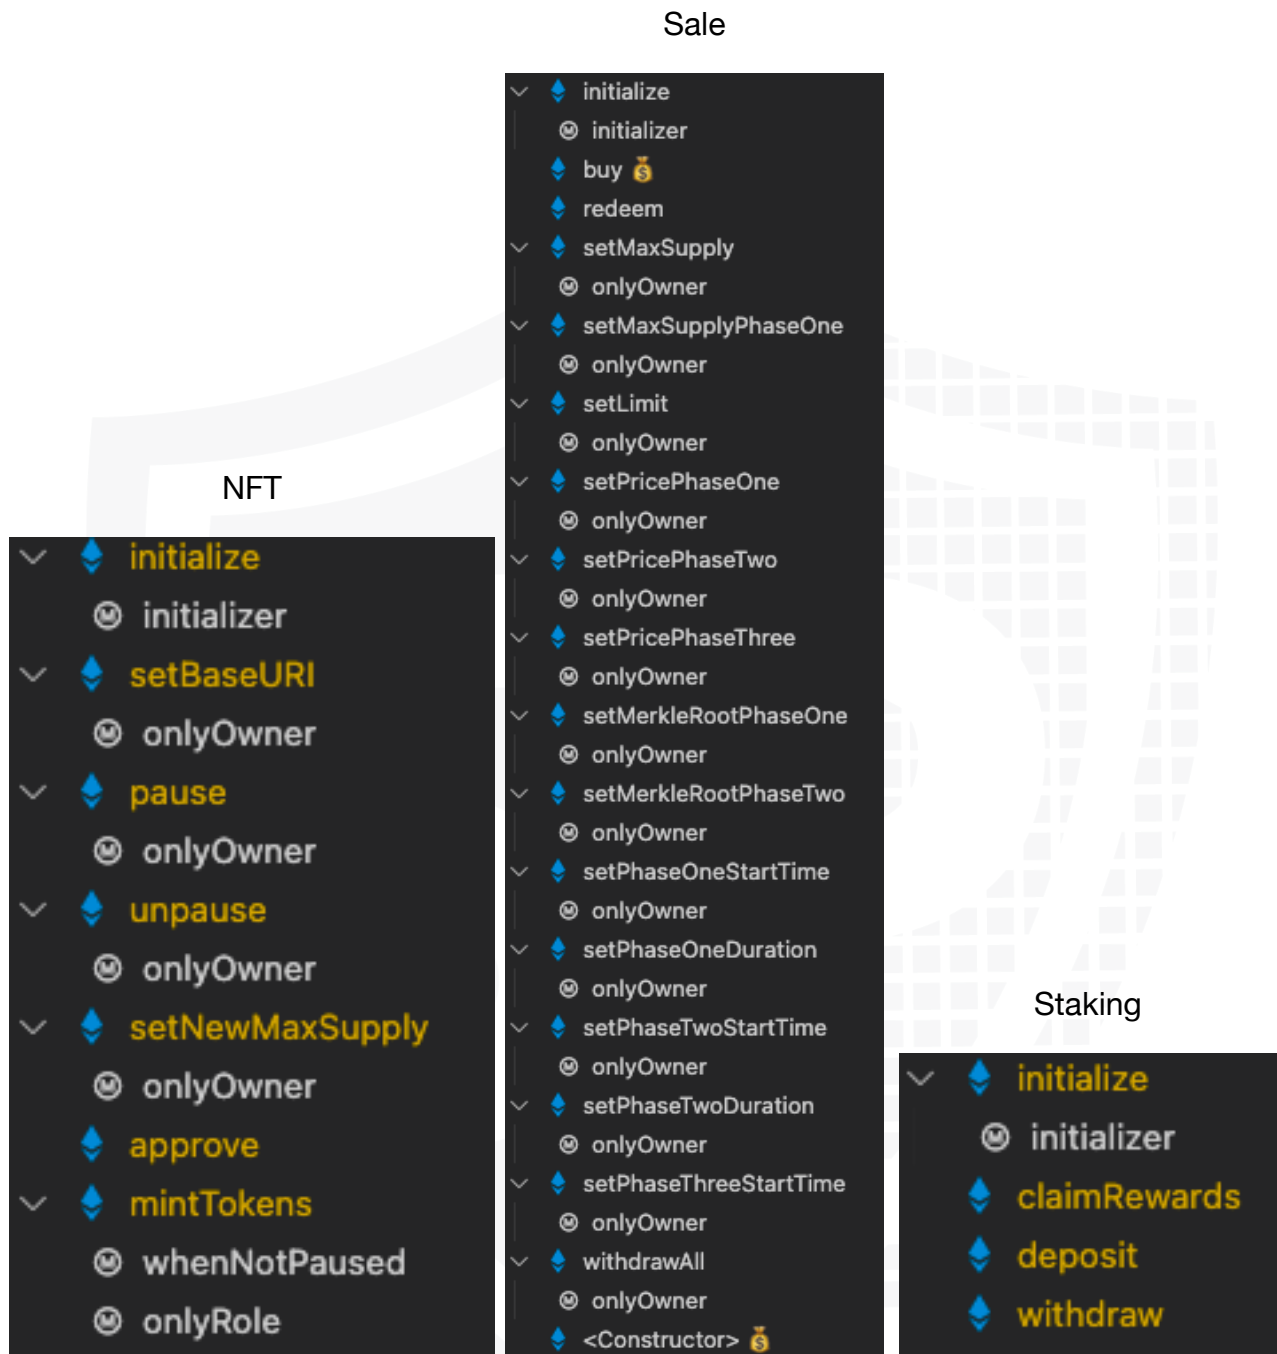 Sale
initialize
initializer
buy
redeem
setMaxSupply
onlyOwner
setMaxSupplyPhaseOne
onlyOwner
setLimit
onlyOwner
setPricePhaseOne
onlyOwner
setPricePhaseTwo
onlyOwner
setPricePhaseThree
onlyOwner
setMerkleRootPhaseOne
onlyOwner
setMerkleRootPhaseTwo
onlyOwner
setPhaseOneStartTime
onlyOwner
setPhaseOneDuration
onlyOwner
setPhaseTwoStartTime
onlyOwner
setPhaseTwoDuration
onlyOwner
setPhaseThreeStartTime
onlyOwner
withdrawAll
onlyOwner
<Constructor>
NFT
initialize
initializer
setBaseURI
onlyOwner
pause
onlyOwner
unpause
onlyOwner
setNewMaxSupply
onlyOwner
approve
mintTokens
whenNotPaused
onlyRole
Staking
initialize
initializer
claimRewards
deposit
withdraw